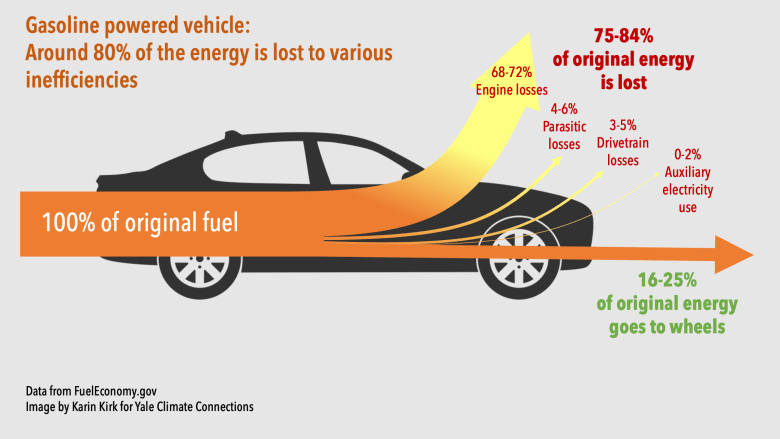 Gasoline powered vehicle:
Around 80% of the energy is lost to various
inefficiencies
75-84%
of original energy
is lost
68-72%
Engine losses
4-6%
Parasitic
losses
3-5%
Drivetrain
losses
0-2%
Auxiliary
electricity
use
100% of original fuel
16-25%
of original energy
goes to wheels
Data from FuelEconomy.gov
Image by Karin Kirk for Yale Climate Connections